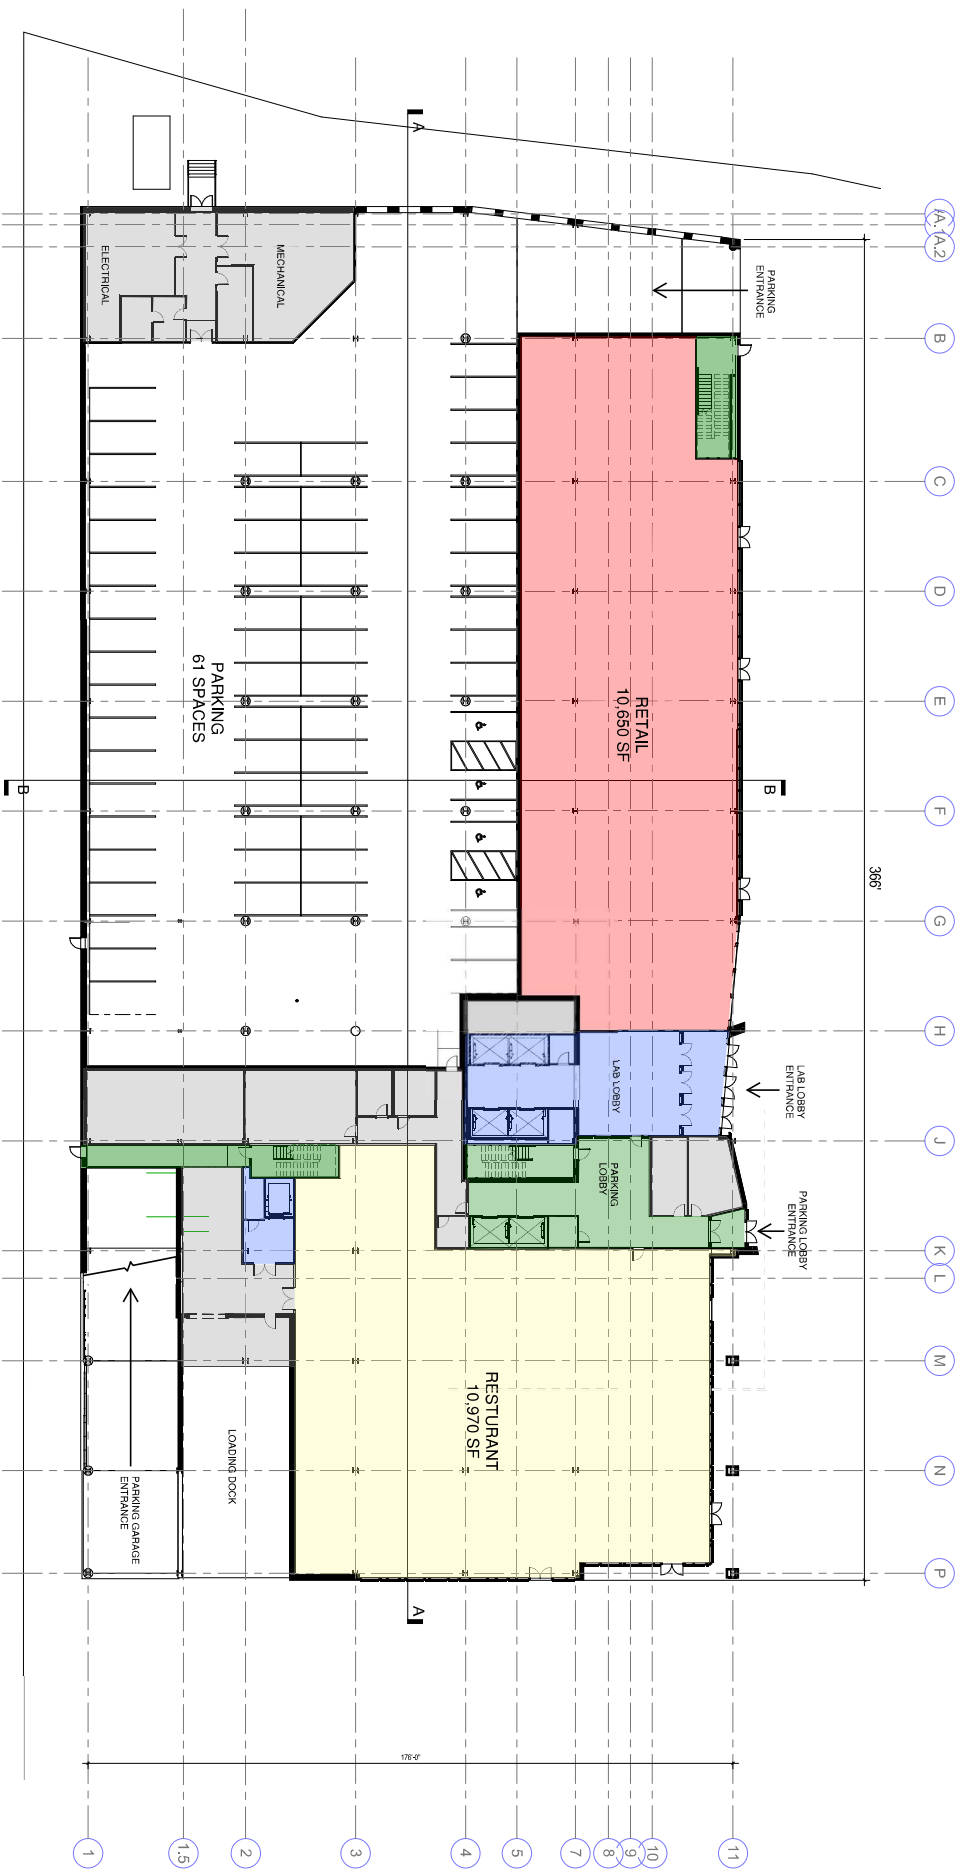 A
A.1
A.2
B
C
D
E
F
G
H
J
K
L
M
N
P
366'
PARKING
ENTRANCE
LAB LOBBY
ENTRANCE
PARKING LOBBY
ENTRANCE
RETAIL
10,650 SF
LAB LOBBY
PARKING
LOBBY
RESTURANT
10,970 SF
MECHANICAL
ELECTRICAL
PARKING
61 SPACES
LOADING DOCK
PARKING GARAGE
ENTRANCE
A
A
B
B
176'-0"
1
1.5
2
3
4
5
7
8
9
10
11